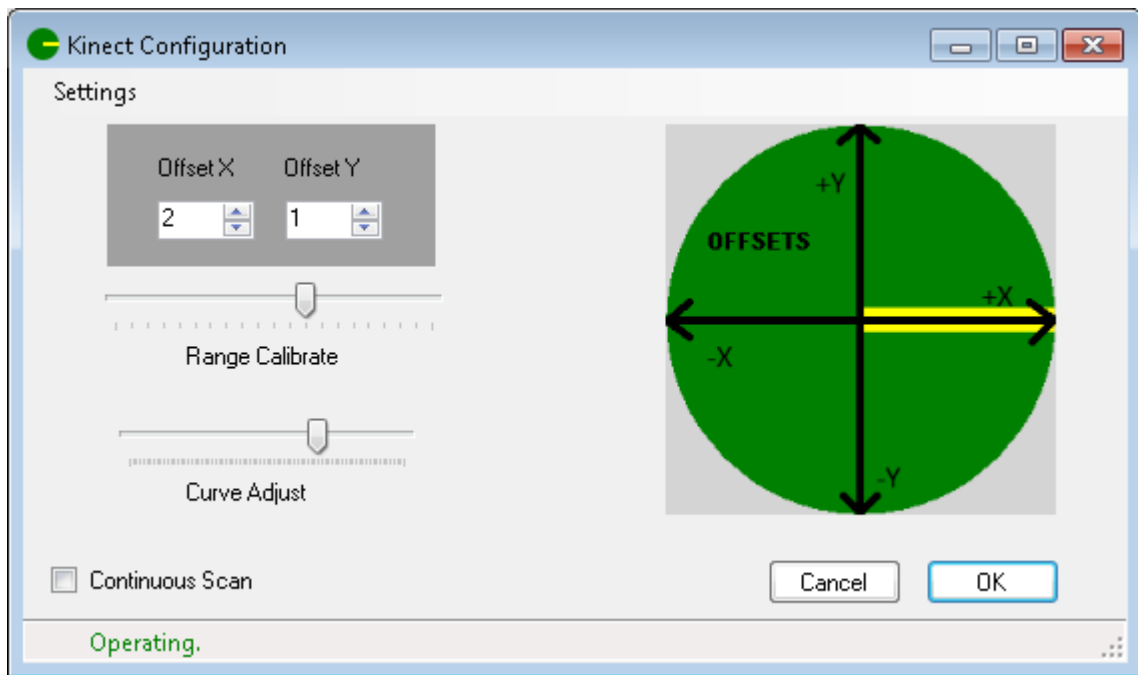 Kinect Configuration
Settings
Offset X Offset Y
2 1
Range Calibrate
Curve Adjust
+Y
OFFSETS
+X
-X
-Y
Continuous Scan
Cancel OK
Operating.